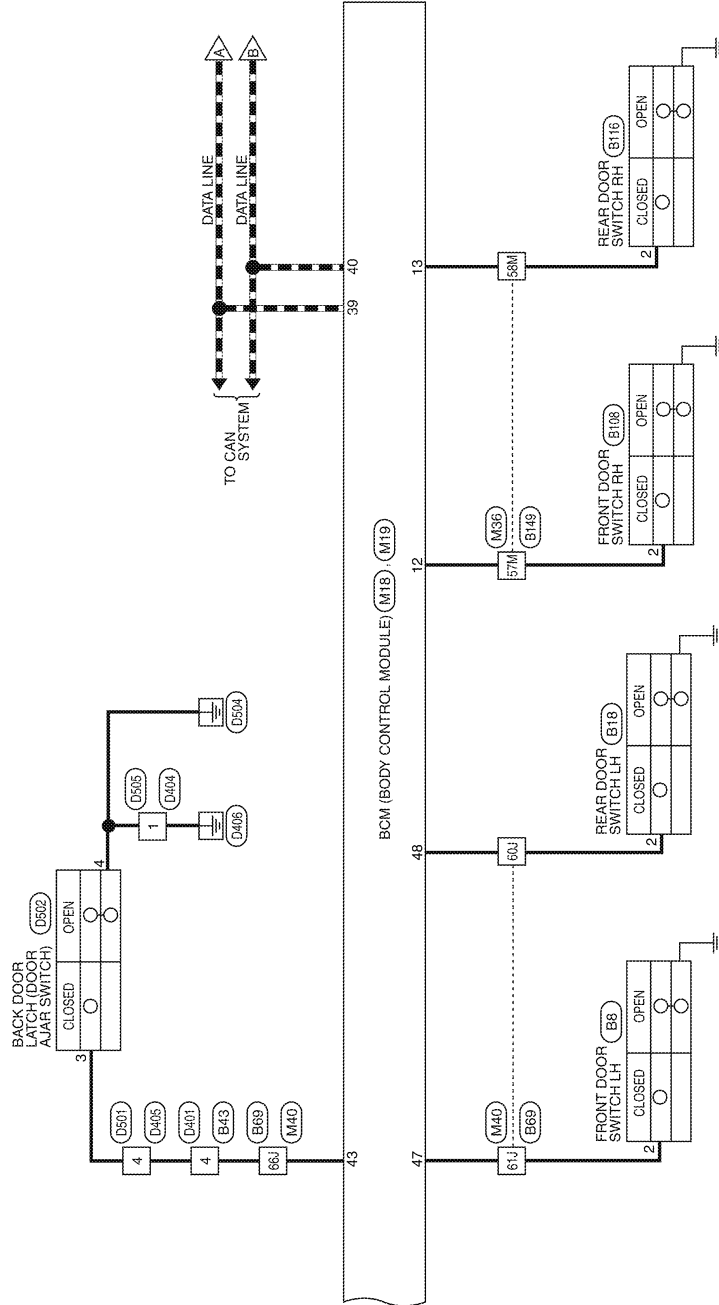 BACK DOOR
LATCH (DOOR
AJAR SWITCH)
D502
CLOSED
OPEN
3
4
D501
4
D405
D401
4
B43
B69
66J
M40
43
D505
1
D404
D406
D504
TO CAN
SYSTEM
DATA LINE
A
DATA LINE
B
39
40
BCM (BODY CONTROL MODULE) M18 , M19
47
48
12
13
M40
61J
B69
60J
M36
57M
B149
58M
FRONT DOOR
SWITCH LH
B8
CLOSED
OPEN
2
REAR DOOR
SWITCH LH
B18
CLOSED
OPEN
2
FRONT DOOR
SWITCH RH
B108
CLOSED
OPEN
2
REAR DOOR
SWITCH RH
B116
CLOSED
OPEN
2